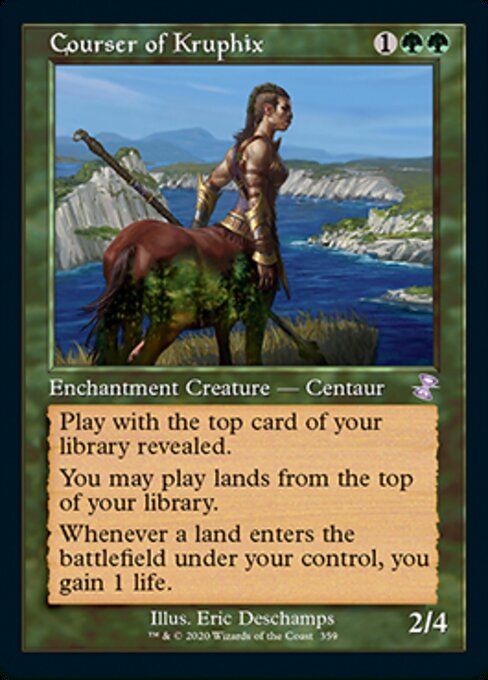 Courser of Kruphix 1
Enchantment Creature — Centaur
Play with the top card of your
library revealed.
You may play lands from the top
of your library.
Whenever a land enters the
battlefield under your control, you
gain 1 life.
Illus. Eric Deschamps
™ & © 2020 Wizards of the Coast 359
2/4